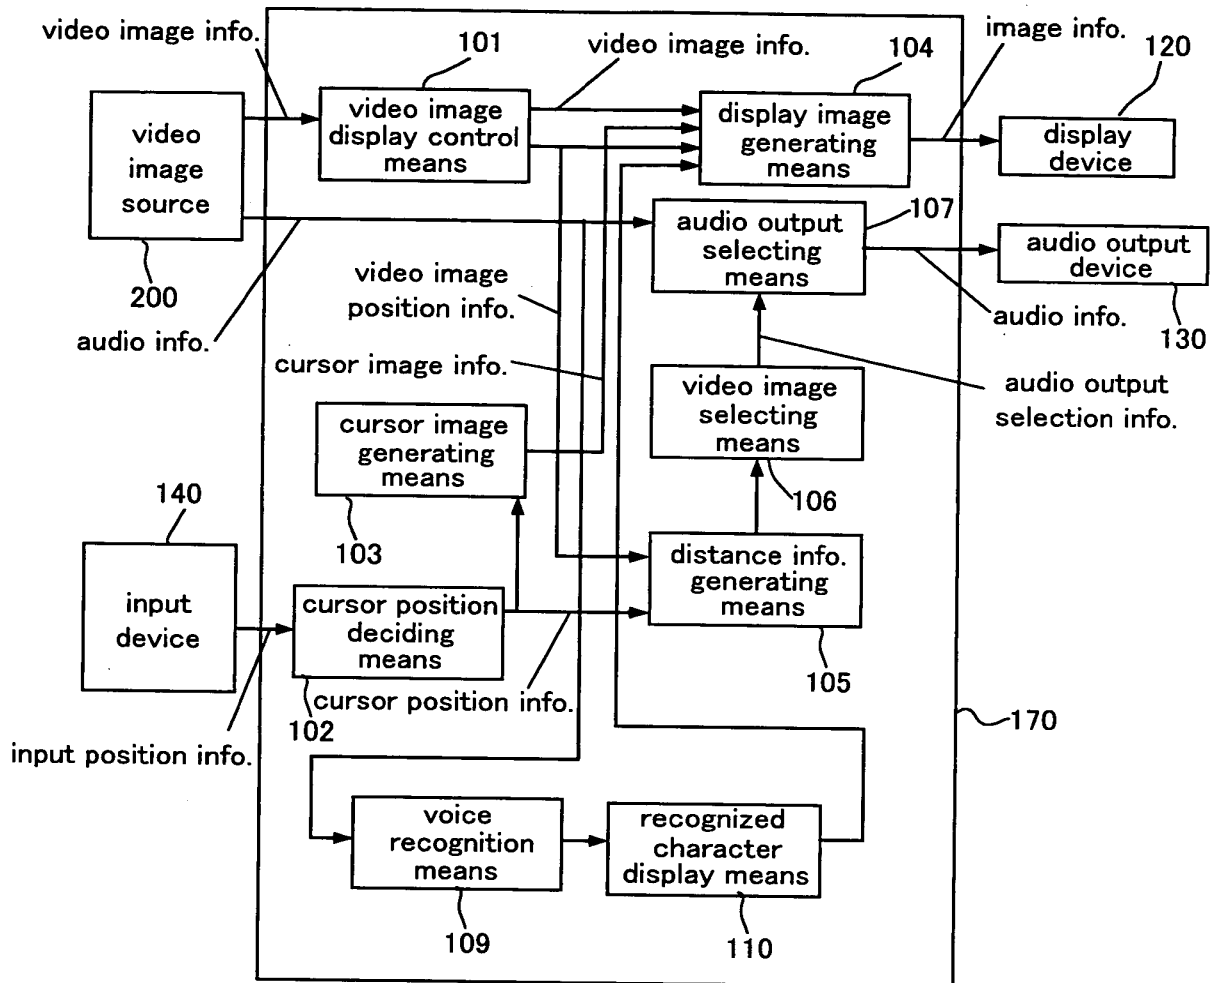 video image info.
101
video image info.
104
image info.
120
video
image
source
video image
display control
means
display image
generating
means
display
device
200
audio output
selecting
means
107
audio output
device
130
video image
position info.
audio info.
audio info.
cursor image info.
video image
selecting
means
audio output
selection info.
106
cursor image
generating
means
103
140
input
device
distance info.
generating
means
105
cursor position
deciding
means
102
cursor position info.
170
input position info.
voice
recognition
means
109
recognized
character
display means
110